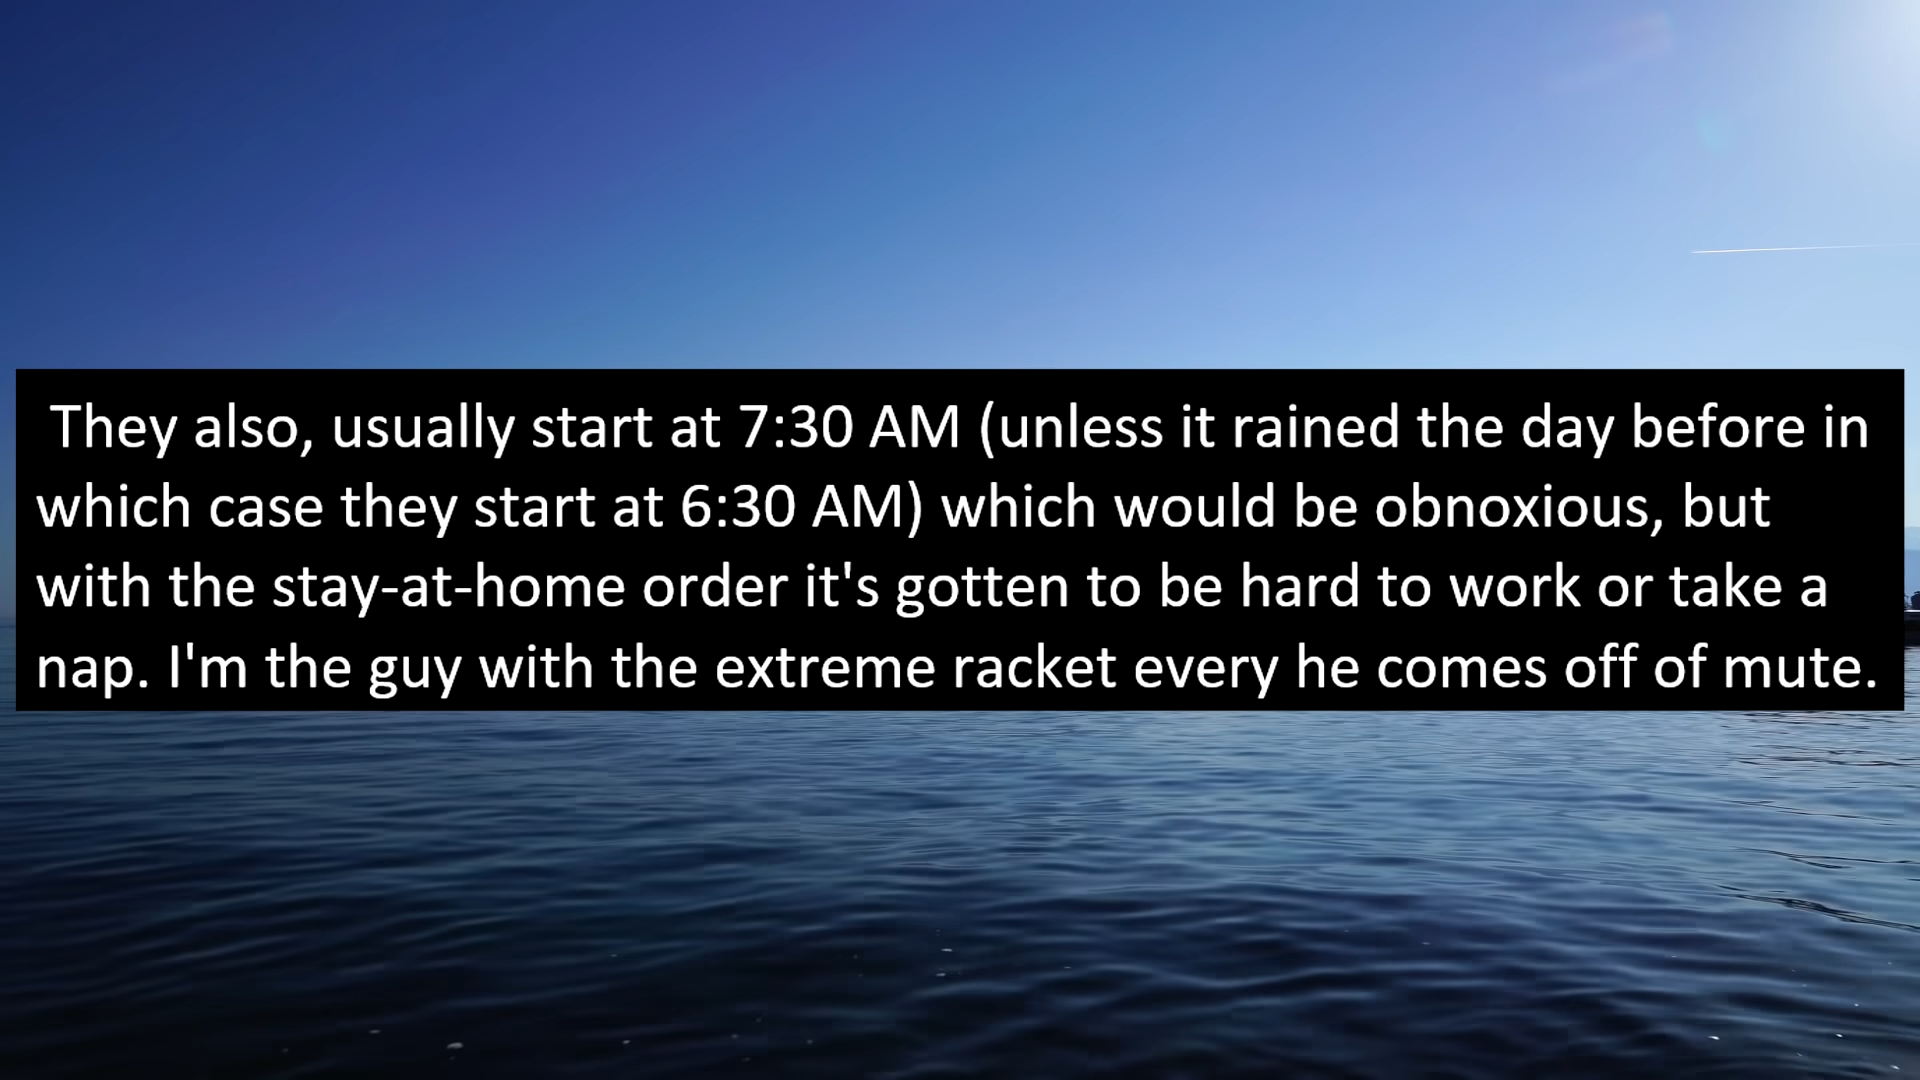 They also, usually start at 7:30 AM (unless it rained the day before in
which case they start at 6:30 AM) which would be obnoxious, but
with the stay-at-home order it's gotten to be hard to work or take a
nap. I'm the guy with the extreme racket every he comes off of mute.